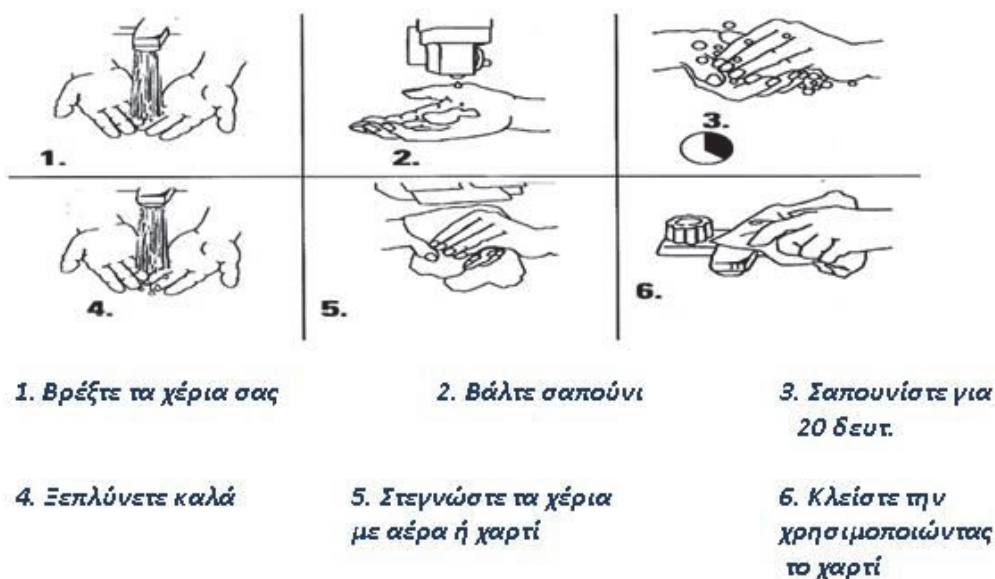 1.
2.
3.
4.
5.
6.
1. Βρέξτε τα χέρια σας
2. Βάλτε σαπούνι
3. Σαπουνίστε για
20 δευτ.
4. Ξεπλύνετε καλά
5. Στεγνώστε τα χέρια
με αέρα ή χαρτί
6. Κλείστε την
χρησιμοποιώντας
το χαρτί